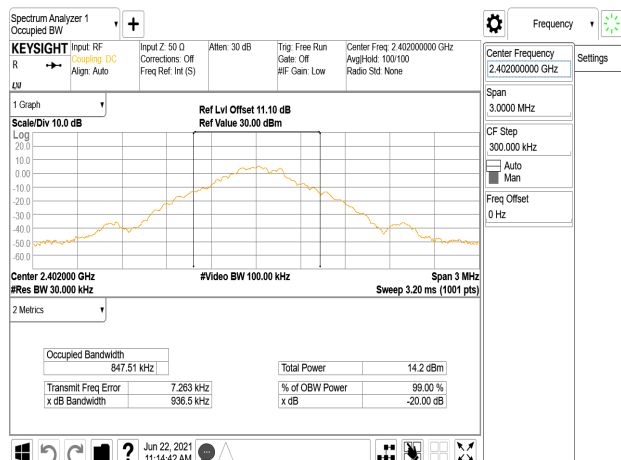 Spectrum Analyzer 1
Occupied BW
Frequency
KEYSIGHT
R
Input: RF
Coupling: DC
Align: Auto
Input Z: 50 Ω
Corrections: Off
Freq Ref: Int (S)
Atten: 30 dB
Trig: Free Run
Gate: Off
#IF Gain: Low
Center Freq: 2.402000000 GHz
Avg|Hold: 100/100
Radio Std: None
1 Graph
Scale/Div 10.0 dB
Ref Lvl Offset 11.10 dB
Ref Value 30.00 dBm
Log
20.0
10.0
0.00
-10.0
-20.0
-30.0
-40.0
-50.0
-60.0
Center 2.402000 GHz
#Res BW 30.000 kHz
#Video BW 100.00 kHz
Span 3 MHz
Sweep 3.20 ms (1001 pts)
2 Metrics
Occupied Bandwidth
847.51 kHz
Transmit Freq Error 7.263 kHz
x dB Bandwidth 936.5 kHz
Total Power 14.2 dBm
% of OBW Power 99.00 %
x dB -20.00 dB
Center Frequency
2.402000000 GHz
Span
3.0000 MHz
CF Step
300.000 kHz
Auto
Man
Freq Offset
0 Hz
Settings
?
Jun 22, 2021
11:14:42 AM